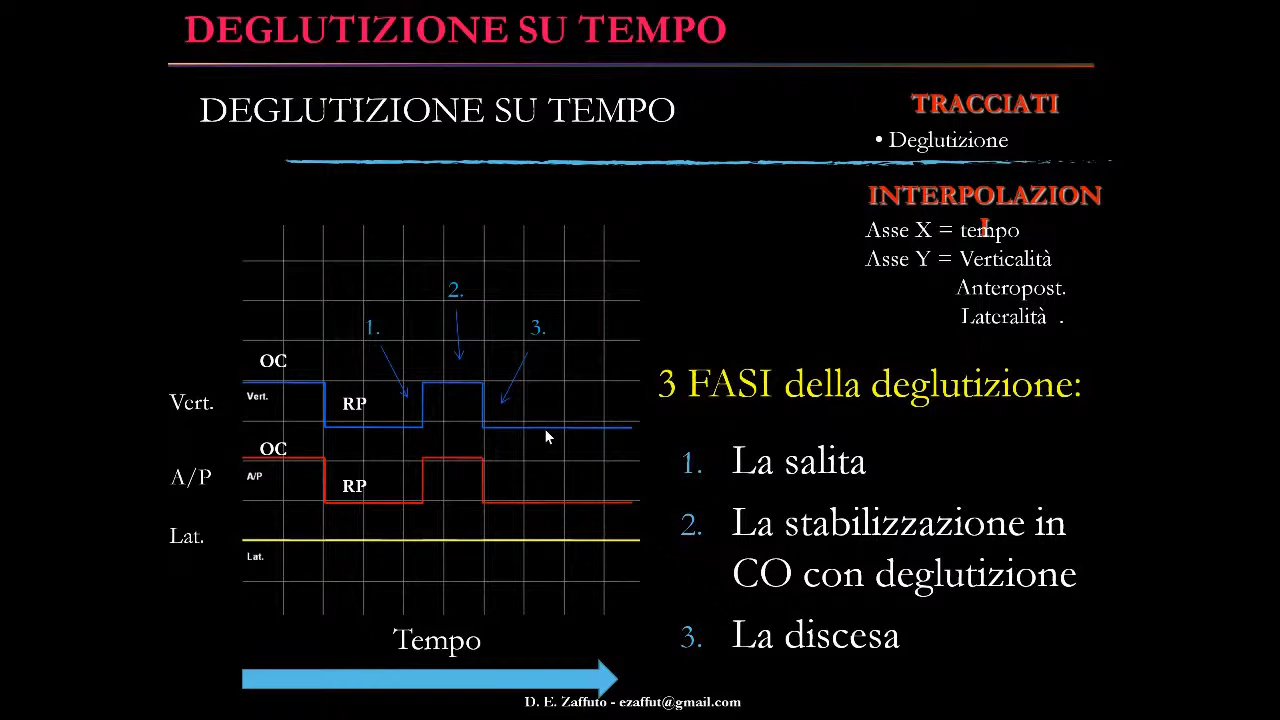 DEGLUTIZIONE SU TEMPO
DEGLUTIZIONE SU TEMPO
TRACCIATI
• Deglutizione
INTERPOLAZION
I
Asse X = tempo
Asse Y = Verticalità
Anteropost.
Lateralità .
2.
1.
3.
OC
Vert.
Vert.
RP
OC
A/P
A/P
RP
Lat.
Lat.
Tempo
3 FASI della deglutizione:
1. La salita
2. La stabilizzazione in
CO con deglutizione
3. La discesa
D. E. Zaffuto - ezaffut@gmail.com